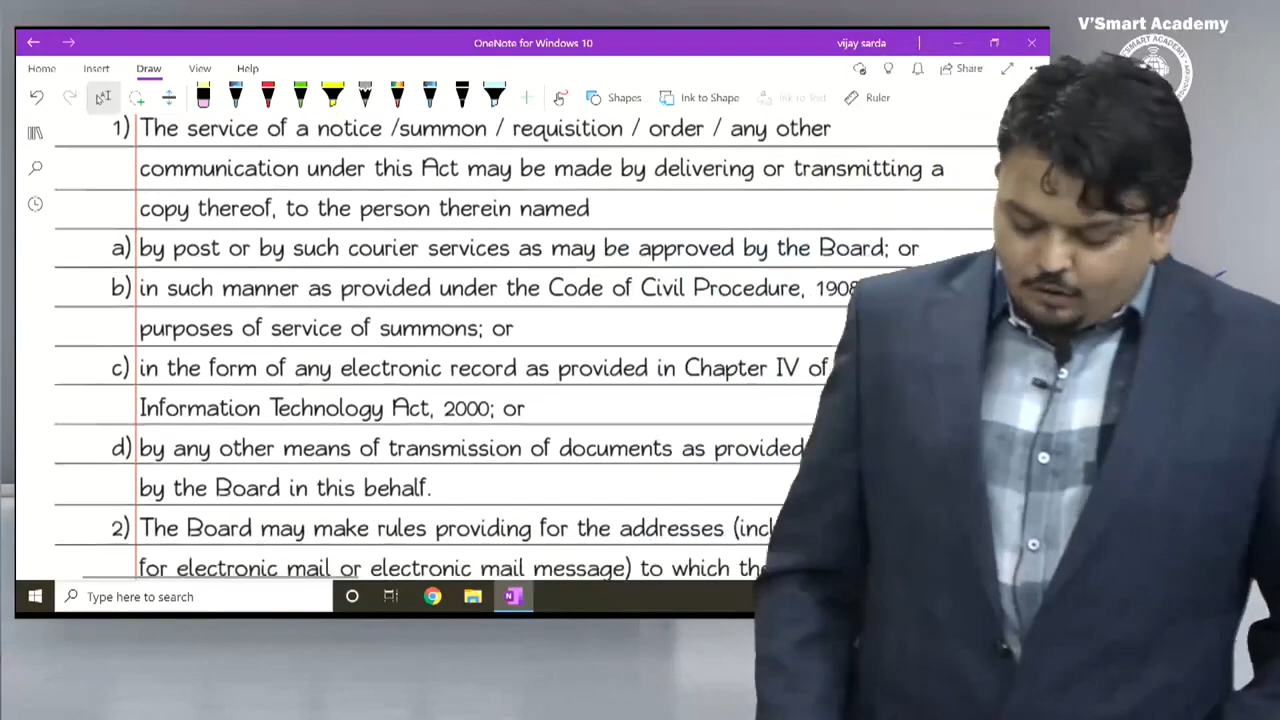 V'Smart Academy
OneNote for Windows 10
vijay sarda
Home Insert Draw View Help
Share
Shapes Ink to Shape Ink to Text Ruler
1) The service of a notice /summon / requisition / order / any other
communication under this Act may be made by delivering or transmitting a
copy thereof, to the person therein named
a) by post or by such courier services as may be approved by the Board; or
b) in such manner as provided under the Code of Civil Procedure, 1908
purposes of service of summons; or
c) in the form of any electronic record as provided in Chapter IV of
Information Technology Act, 2000; or
d) by any other means of transmission of documents as provided
by the Board in this behalf.
2) The Board may make rules providing for the addresses
for electronic mail or electronic mail message) to which
Type here to search